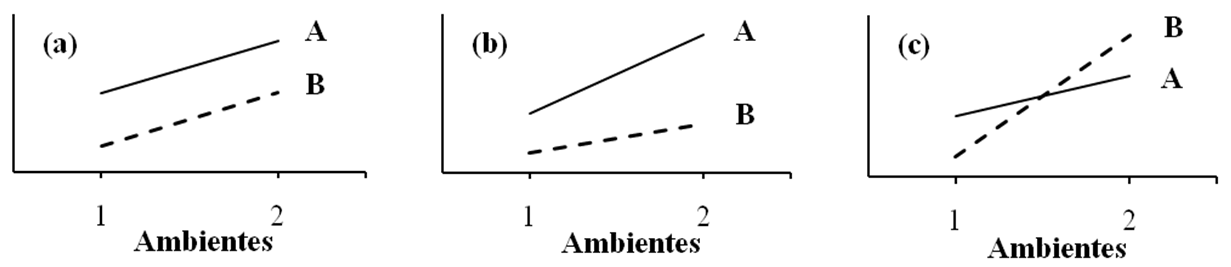 (a) A
B
1 2
Ambientes
(b) A
B
1 2
Ambientes
(c) B
A
1 2
Ambientes